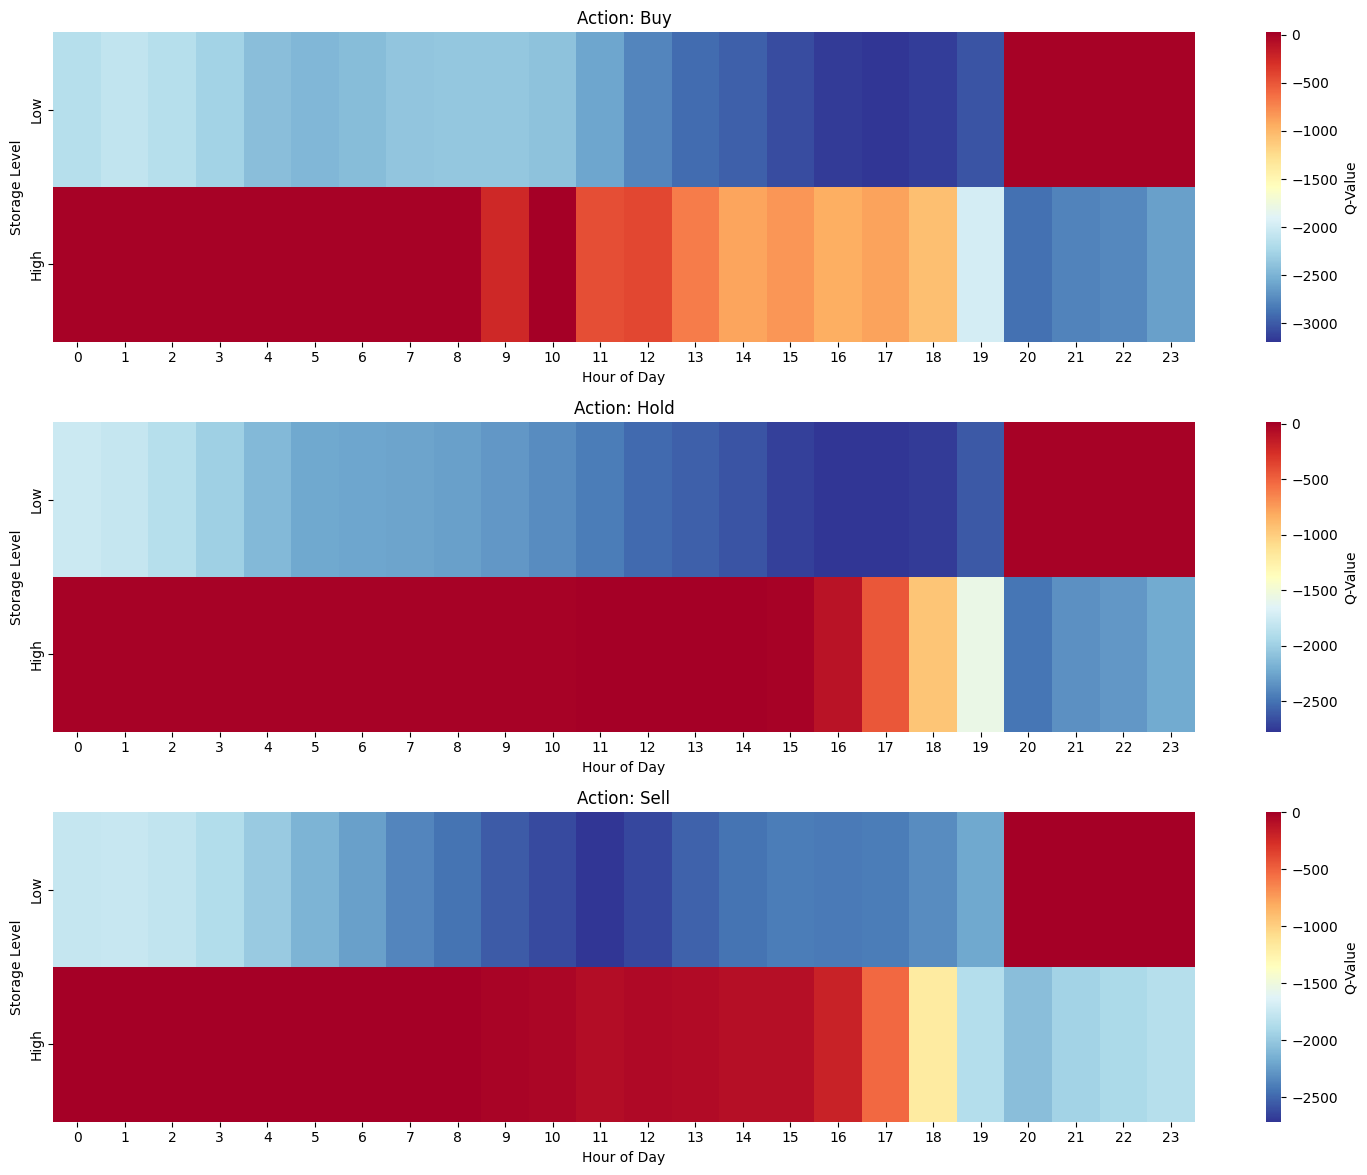 Action: Buy
Storage Level
Low
High
0 1 2 3 4 5 6 7 8 9 10 11 12 13 14 15 16 17 18 19 20 21 22 23
Hour of Day
0
−500
−1000
−1500
−2000
−2500
−3000
Q-Value
Action: Hold
Storage Level
Low
High
0 1 2 3 4 5 6 7 8 9 10 11 12 13 14 15 16 17 18 19 20 21 22 23
Hour of Day
0
−500
−1000
−1500
−2000
−2500
Q-Value
Action: Sell
Storage Level
Low
High
0 1 2 3 4 5 6 7 8 9 10 11 12 13 14 15 16 17 18 19 20 21 22 23
Hour of Day
0
−500
−1000
−1500
−2000
−2500
Q-Value